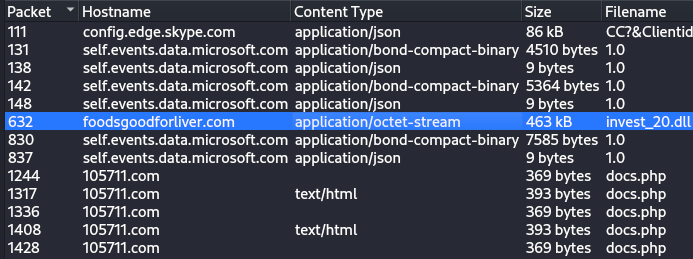 Packet Hostname Content Type Size Filename
111 config.edge.skype.com application/json 86 kB CC?&Clientid
131 self.events.data.microsoft.com application/bond-compact-binary 4510 bytes 1.0
138 self.events.data.microsoft.com application/json 9 bytes 1.0
142 self.events.data.microsoft.com application/bond-compact-binary 5364 bytes 1.0
148 self.events.data.microsoft.com application/json 9 bytes 1.0
632 foodsgoodforliver.com application/octet-stream 463 kB invest_20.dll
830 self.events.data.microsoft.com application/bond-compact-binary 7585 bytes 1.0
837 self.events.data.microsoft.com application/json 9 bytes 1.0
1244 105711.com 369 bytes docs.php
1317 105711.com text/html 393 bytes docs.php
1336 105711.com 369 bytes docs.php
1408 105711.com text/html 393 bytes docs.php
1428 105711.com 369 bytes docs.php